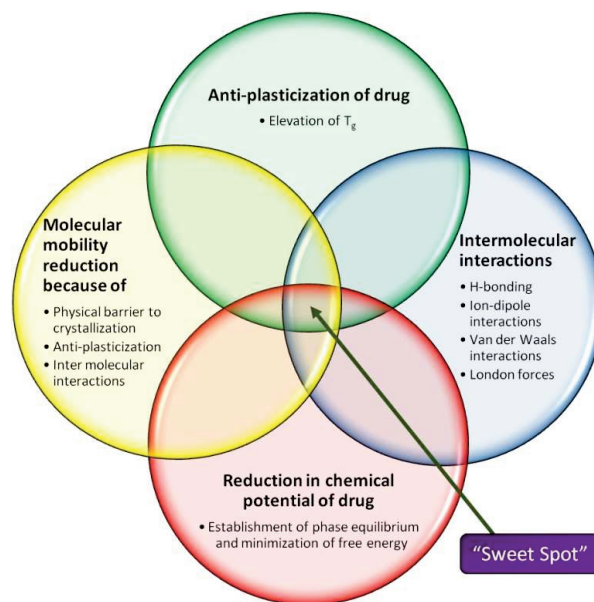 Anti-plasticization of drug
• Elevation of Tg
Molecular
mobility
reduction
because of
• Physical barrier to
crystallization
• Anti-plasticization
• Inter molecular
interactions
Intermolecular
interactions
• H-bonding
• Ion-dipole
interactions
• Van der Waals
interactions
• London forces
Reduction in chemical
potential of drug
• Establishment of phase equilibrium
and minimization of free energy
“Sweet Spot”